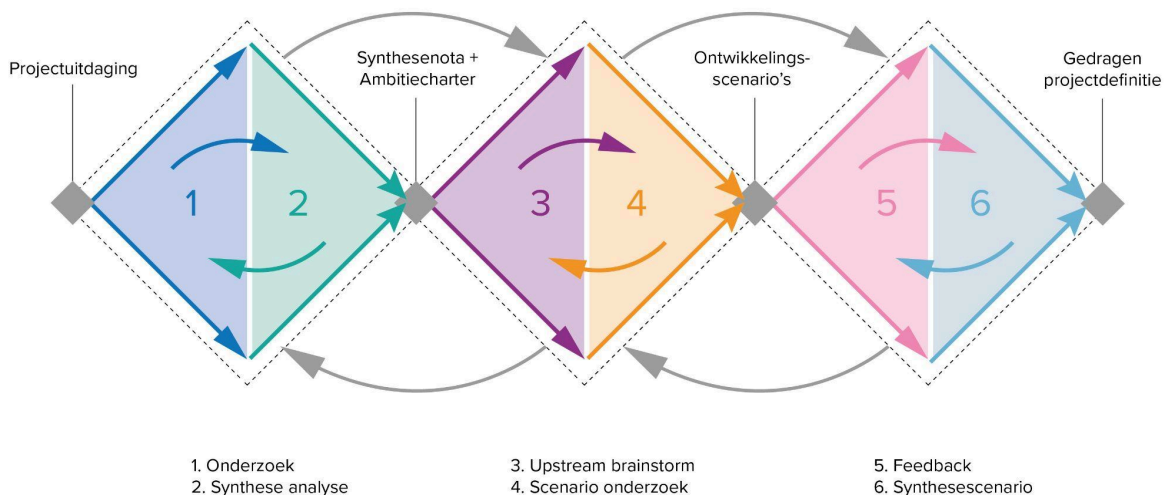 Projectuitdaging
Synthesenota +
Ambitiecharter
Ontwikkelings-
scenario's
Gedragen
projectdefinitie
1
2
3
4
5
6
1. Onderzoek
2. Synthese analyse
3. Upstream brainstorm
4. Scenario onderzoek
5. Feedback
6. Synthesescenario